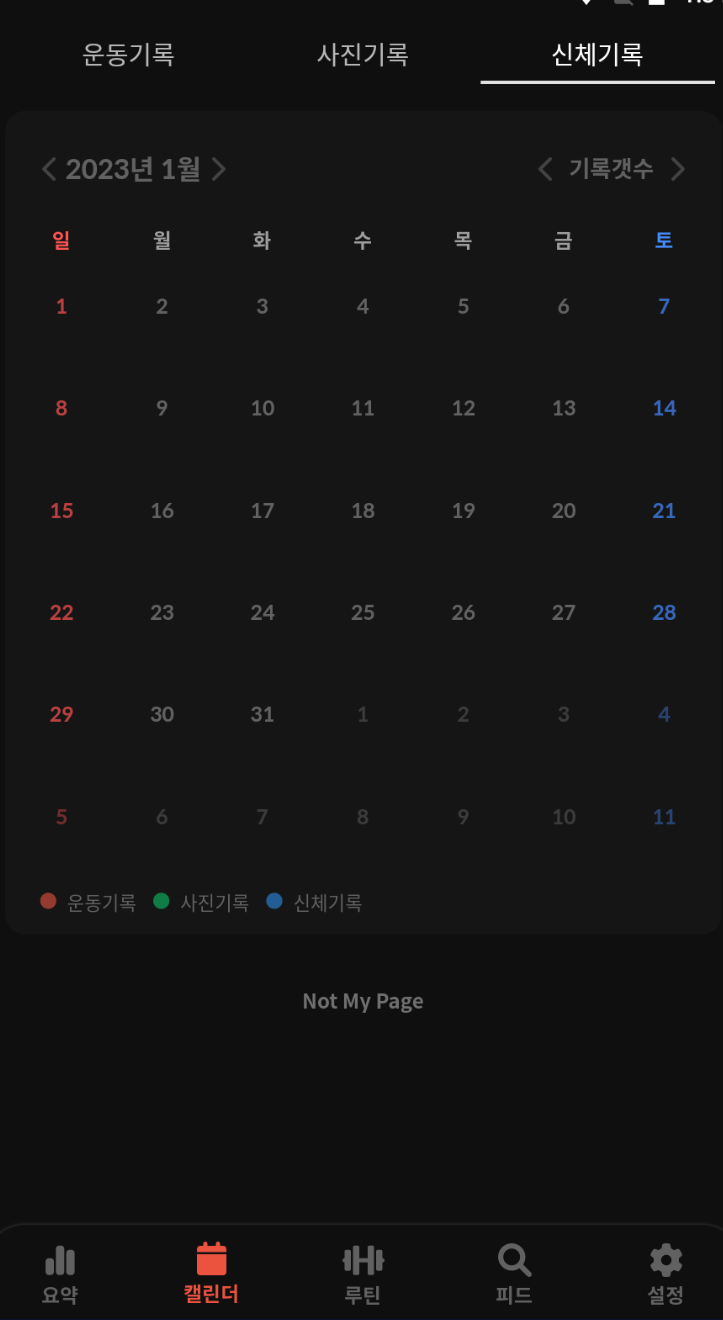 운동기록 사진기록 신체기록
2023년 1월 기록갯수
일 월 화 수 목 금 토
1 2 3 4 5 6 7
8 9 10 11 12 13 14
15 16 17 18 19 20 21
22 23 24 25 26 27 28
29 30 31 1 2 3 4
5 6 7 8 9 10 11
운동기록 사진기록 신체기록
Not My Page
요약 캘린더 루틴 피드 설정